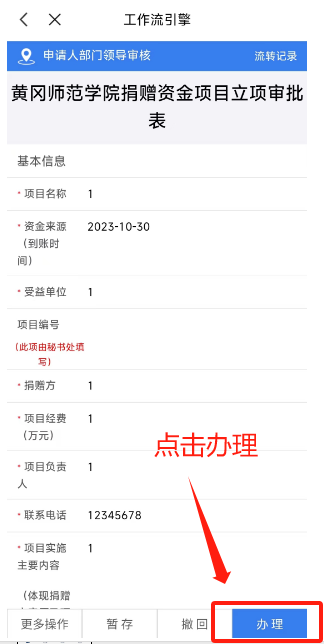 工作流引擎
申请人部门领导审核 流转记录
黄冈师范学院捐赠资金项目立项审批
表
基本信息
* 项目名称 1
* 资金来源 2023-10-30
（到账时
间）
* 受益单位 1
项目编号
（此项由秘书处填
写）
* 捐赠方 1
* 项目经费 1
（万元）
点击办理
* 项目负责 1
人
* 联系电话 12345678
* 项目实施 1
主要内容
（体现捐赠
更多操作 暂存 撤回 办理